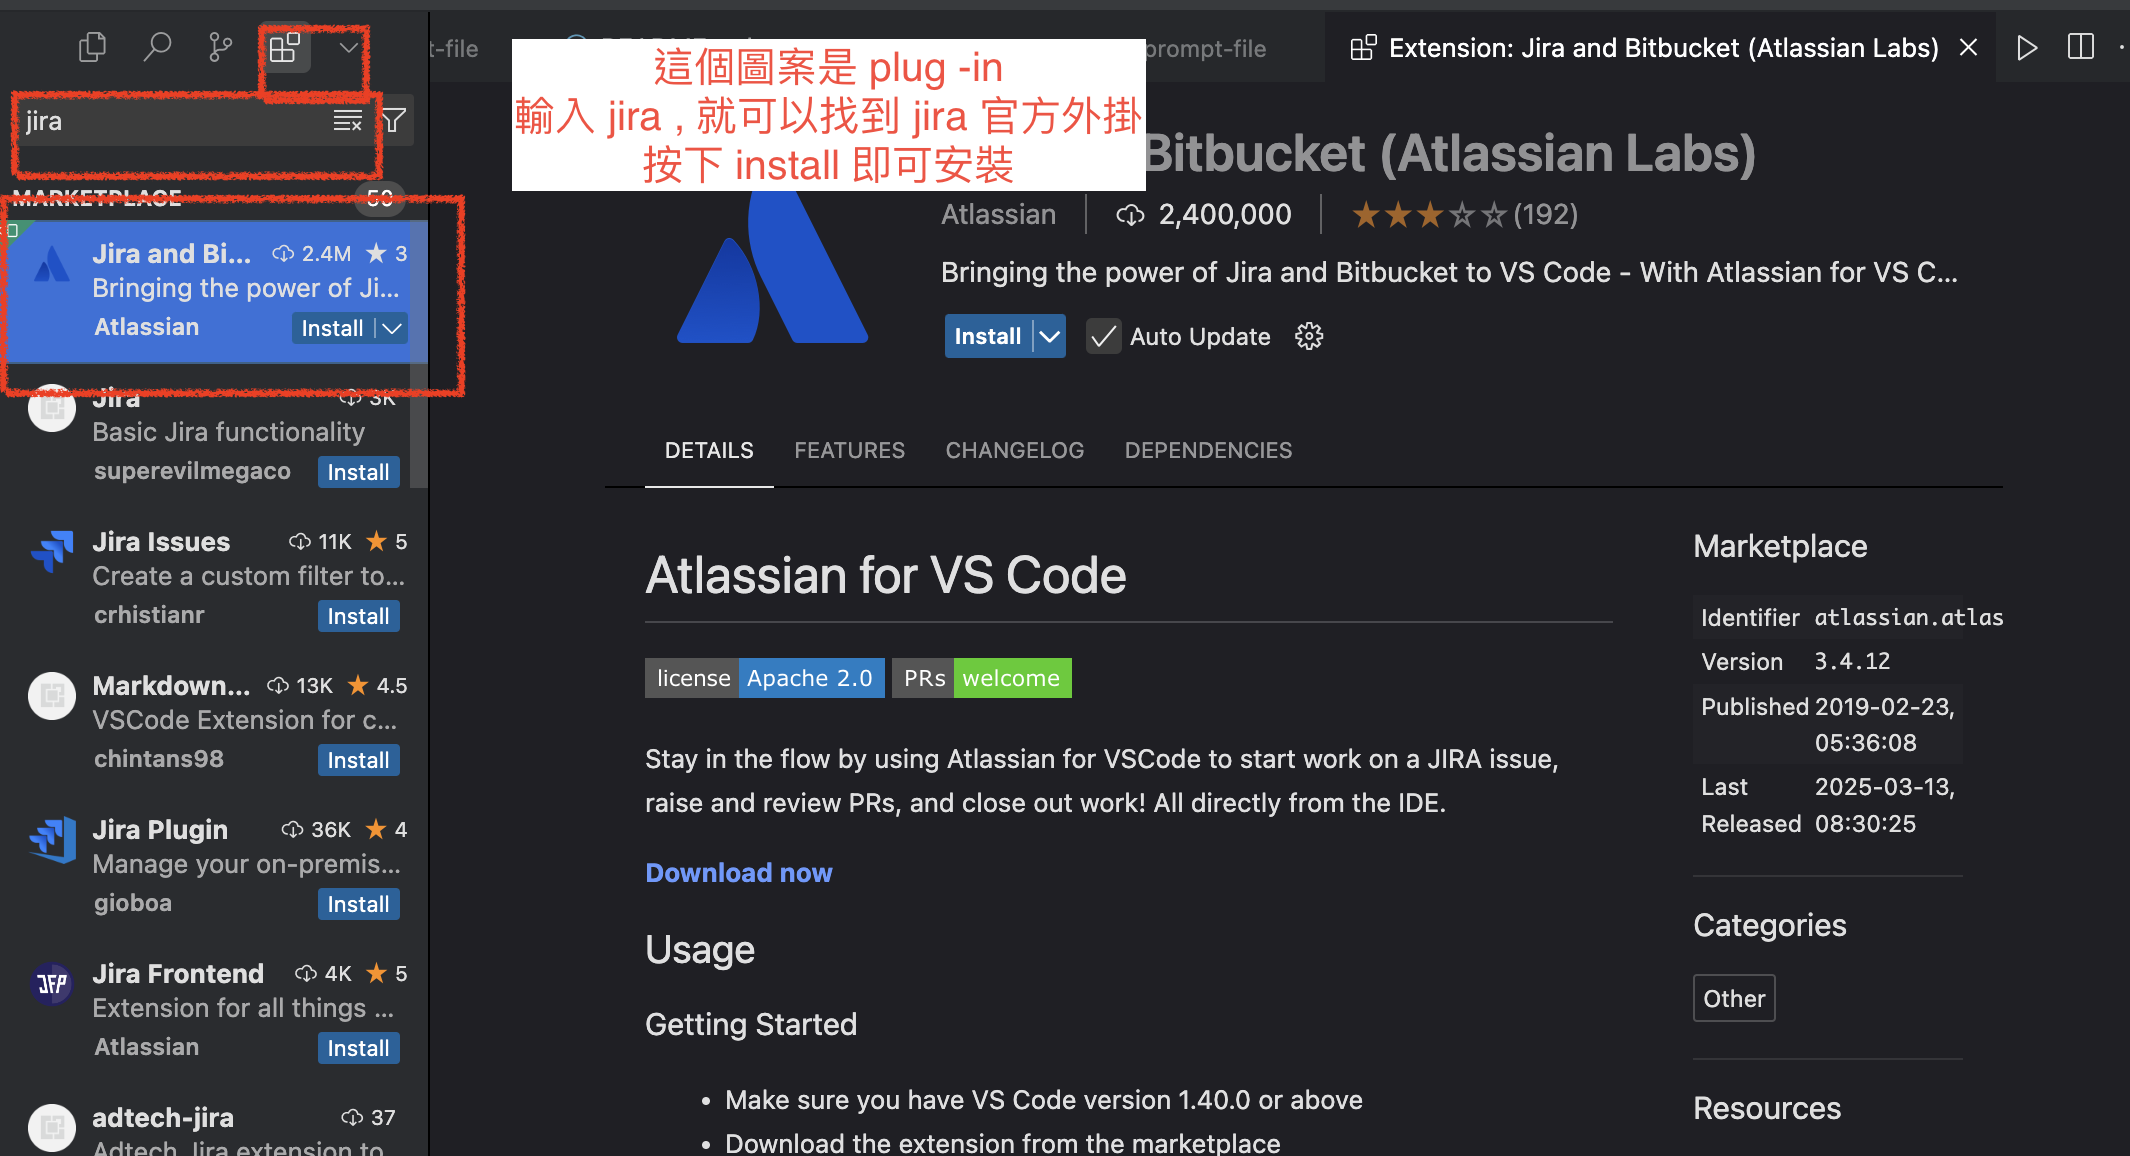 t-file
prompt-file
Extension: Jira and Bitbucket (Atlassian Labs)
這個圖案是 plug -in
輸入 jira , 就可以找到 jira 官方外掛
按下 install 即可安裝
jira
MARKETPLACE
50
Jira and Bi... 2.4M ★ 3
Bringing the power of Ji...
Atlassian
Install
Jira 3K
Basic Jira functionality
superevilmegaco
Install
Jira Issues 11K ★ 5
Create a custom filter to...
crhistianr
Install
Markdown... 13K ★ 4.5
VSCode Extension for c...
chintans98
Install
Jira Plugin 36K ★ 4
Manage your on-premis...
gioboa
Install
JFP
Jira Frontend 4K ★ 5
Extension for all things ...
Atlassian
Install
adtech-jira 37
Adtech Jira extension to
Bitbucket (Atlassian Labs)
Atlassian | 2,400,000 | ★★★☆☆(192)
Bringing the power of Jira and Bitbucket to VS Code - With Atlassian for VS C...
Install
Auto Update
DETAILS FEATURES CHANGELOG DEPENDENCIES
Atlassian for VS Code
license Apache 2.0 PRs welcome
Stay in the flow by using Atlassian for VSCode to start work on a JIRA issue,
raise and review PRs, and close out work! All directly from the IDE.
Download now
Usage
Getting Started
• Make sure you have VS Code version 1.40.0 or above
• Download the extension from the marketplace
Marketplace
Identifier atlassian.atlas
Version 3.4.12
Published 2019-02-23,
05:36:08
Last 2025-03-13,
Released 08:30:25
Categories
Other
Resources